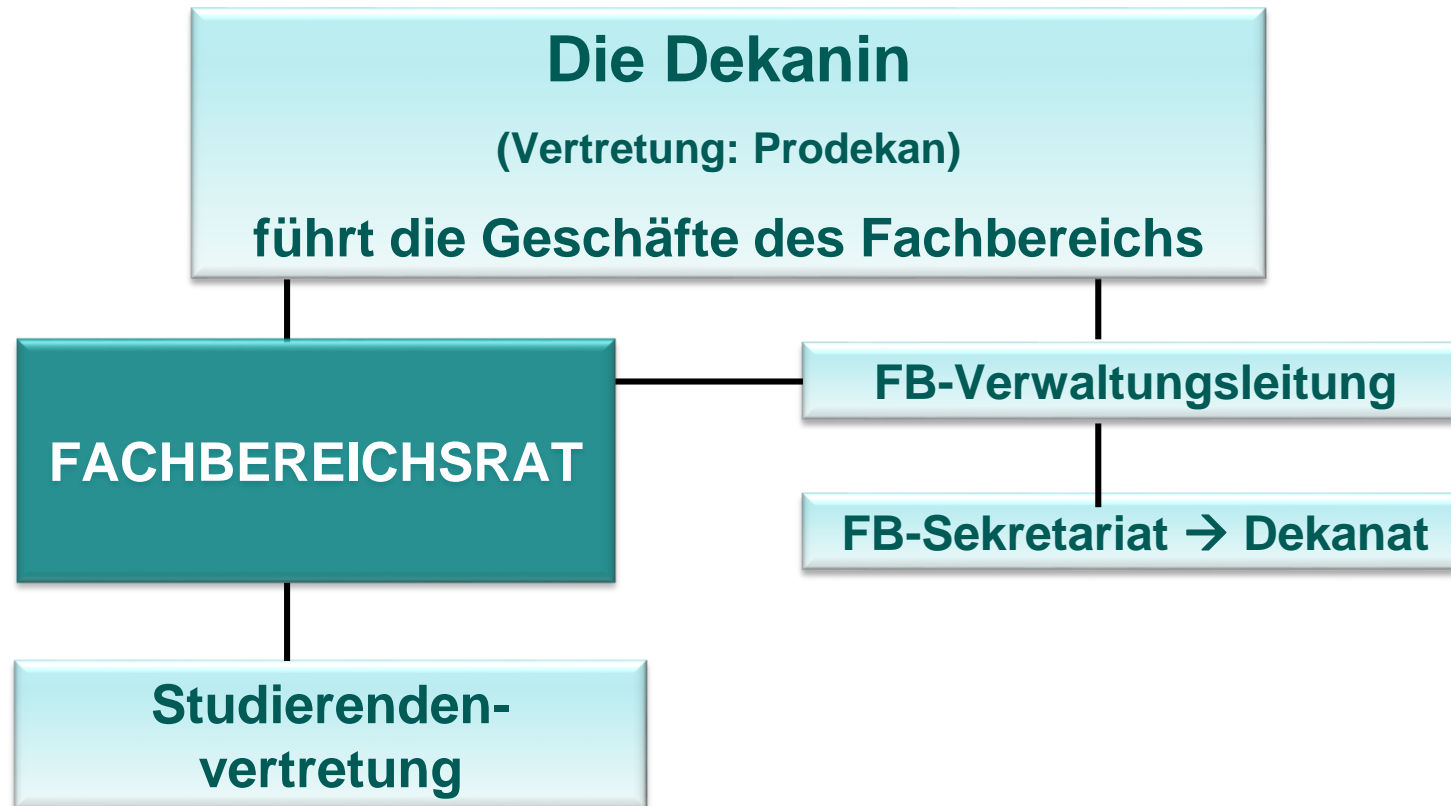 Die Dekanin
(Vertretung: Prodekan)
führt die Geschäfte des Fachbereichs
FACHBEREICHSRAT
FB-Verwaltungsleitung
FB-Sekretariat → Dekanat
Studierenden-
vertretung